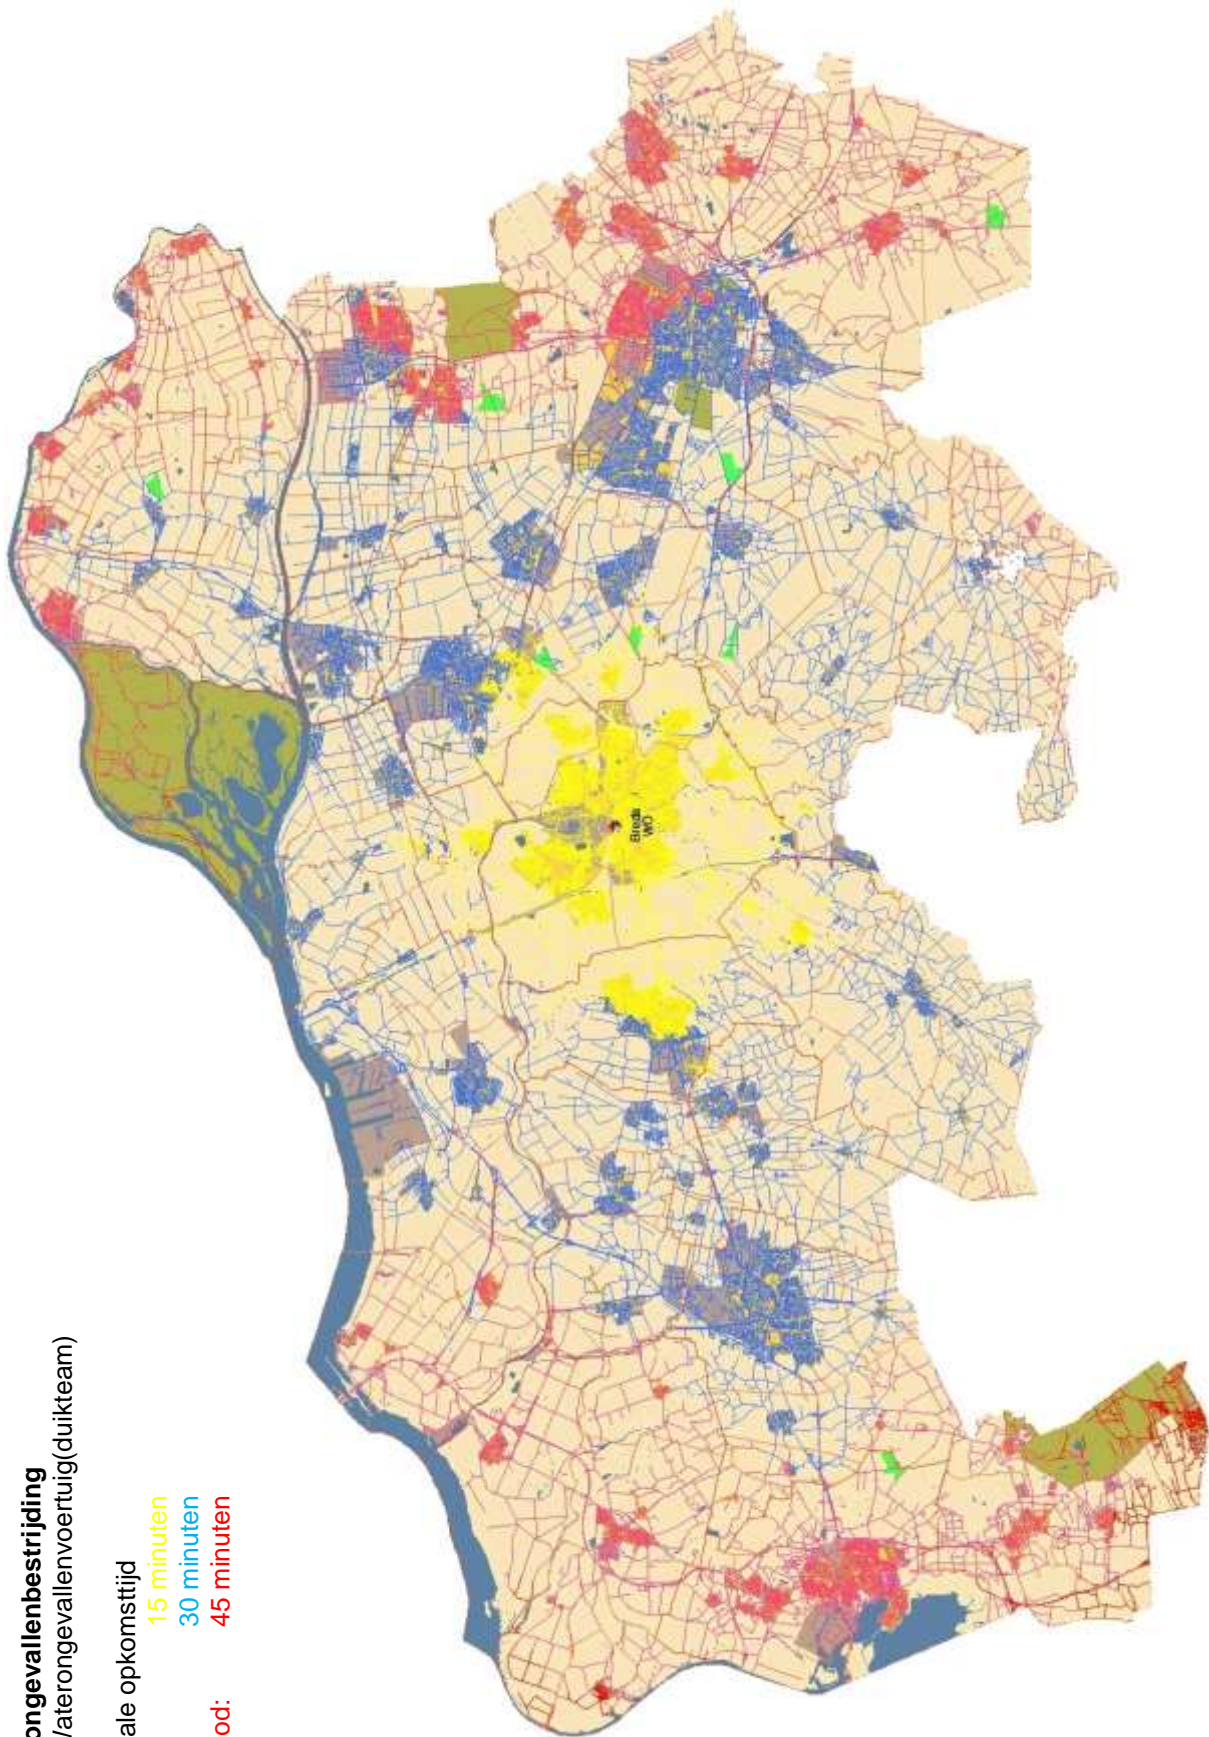 ongevallenbestrijding
/aterongevallenvoertuig(duikteam)
ale opkomsttijd
15 minuten
30 minuten
od: 45 minuten
Breda
WO